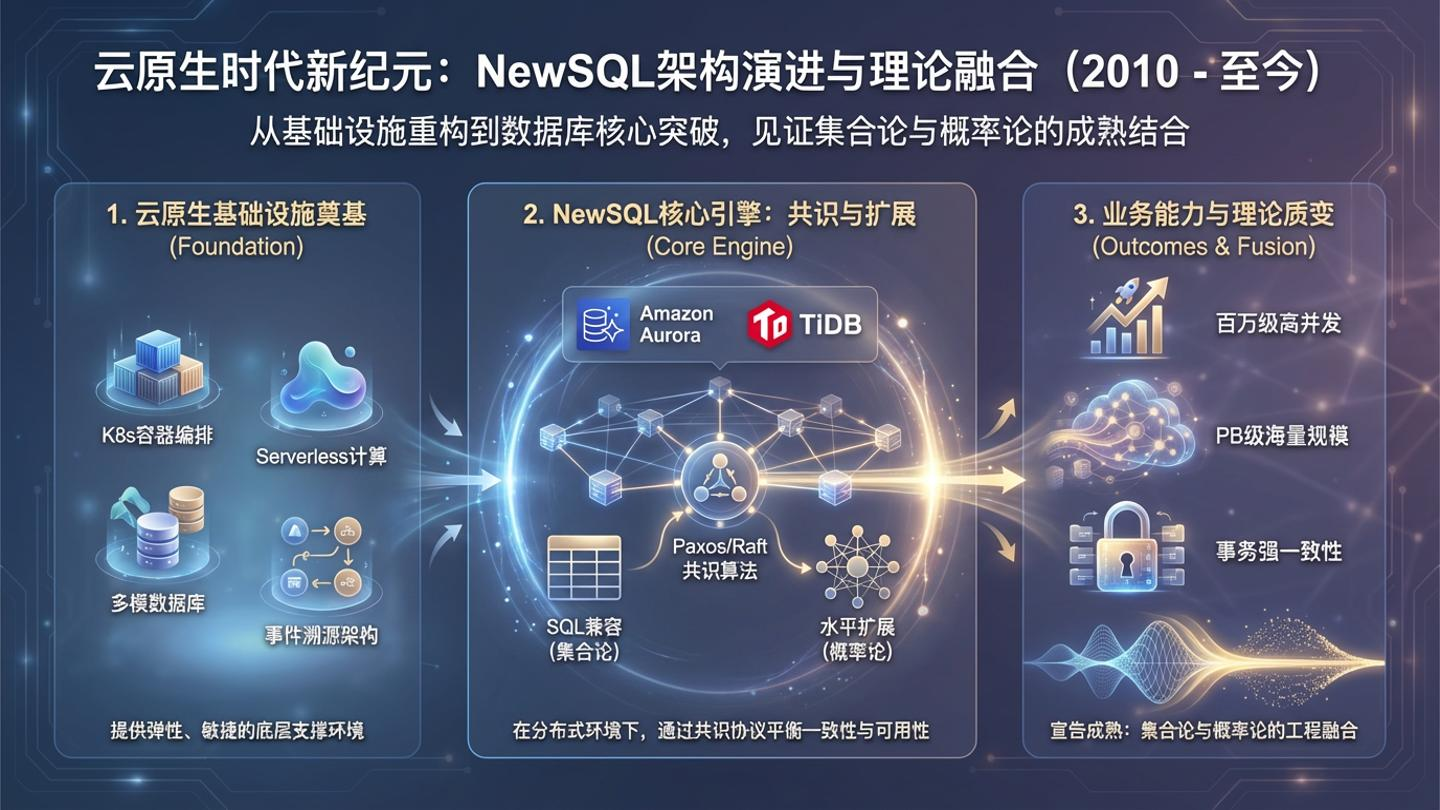 云原生时代新纪元：NewSQL架构演进与理论融合（2010 - 至今）
从基础设施重构到数据库核心突破，见证集合论与概率论的成熟结合
1. 云原生基础设施奠基
(Foundation)
K8s容器编排
Serverless计算
多模数据库
事件溯源架构
提供弹性、敏捷的底层支撑环境
2. NewSQL核心引擎：共识与扩展
(Core Engine)
Amazon
Aurora
TiDB
Paxos/Raft
共识算法
SQL兼容
(集合论)
水平扩展
(概率论)
在分布式环境下，通过共识协议平衡一致性与可用性
3. 业务能力与理论质变
(Outcomes & Fusion)
百万级高并发
PB级海量规模
事务强一致性
宣告成熟：集合论与概率论的工程融合